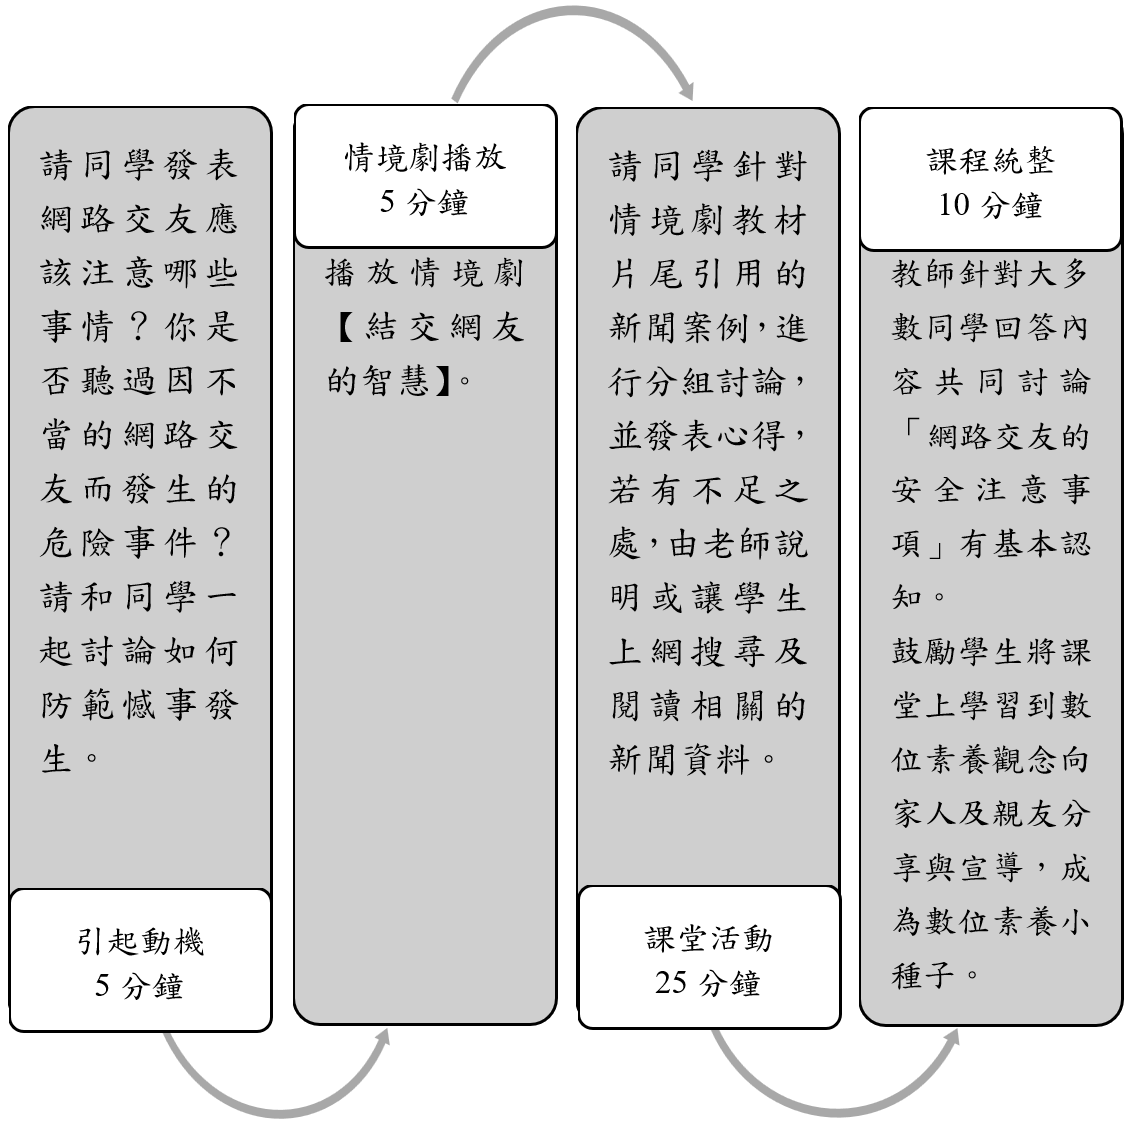 請同學發表
網路交友應
該注意哪些
事情？你是
否聽過因不
當的網路交
友而發生的
危險事件？
請和同學一
起討論如何
防範憾事發
生。
引起動機
5 分鐘
情境劇播放
5 分鐘
播放情境劇
【結交網友
的智慧】。
請同學針對
情境劇教材
片尾引用的
新聞案例，進
行分組討論，
並發表心得，
若有不足之
處，由老師說
明或讓學生
上網搜尋及
閱讀相關的
新聞資料。
課堂活動
25 分鐘
課程統整
10 分鐘
教師針對大多
數同學回答內
容共同討論
「網路交友的
安全注意事
項」有基本認
知。
鼓勵學生將課
堂上學習到數
位素養觀念向
家人及親友分
享與宣導，成
為數位素養小
種子。